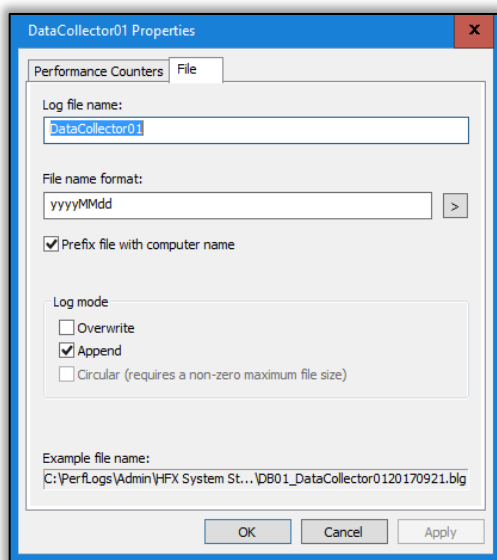 DataCollector01 Properties
x
Performance Counters File
Log file name:
DataCollector01
File name format:
yyyyMMdd
>
Prefix file with computer name
Log mode
Overwrite
Append
Circular (requires a non-zero maximum file size)
Example file name:
C:\PerfLogs\Admin\HFX System St...\DB01_DataCollector0120170921.blg
OK Cancel Apply